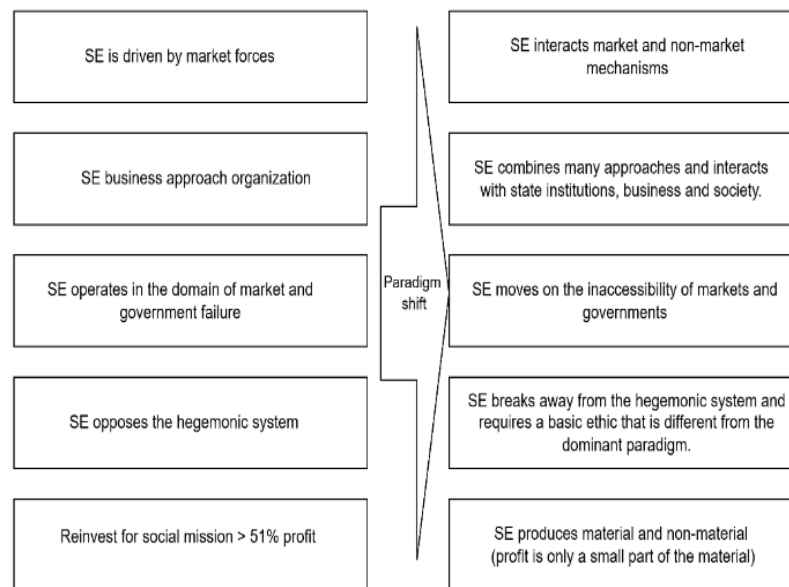 SE is driven by market forces
SE business approach organization
SE operates in the domain of market and
government failure
SE opposes the hegemonic system
Reinvest for social mission > 51% profit
Paradigm
shift
SE interacts market and non-market
mechanisms
SE combines many approaches and interacts
with state institutions, business and society.
SE moves on the inaccessibility of markets and
governments
SE breaks away from the hegemonic system and
requires a basic ethic that is different from the
dominant paradigm.
SE produces material and non-material
(profit is only a small part of the material)